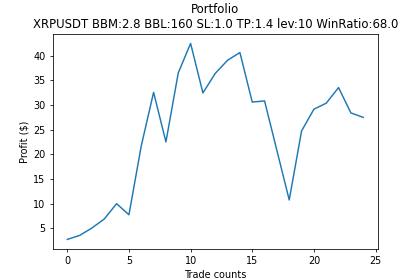 Portfolio
XRPUSDT BBM:2.8 BBL:160 SL:1.0 TP:1.4 lev:10 WinRatio:68.0
40
35
30
25
20
15
10
5
Profit ($)
0 5 10 15 20 25
Trade counts